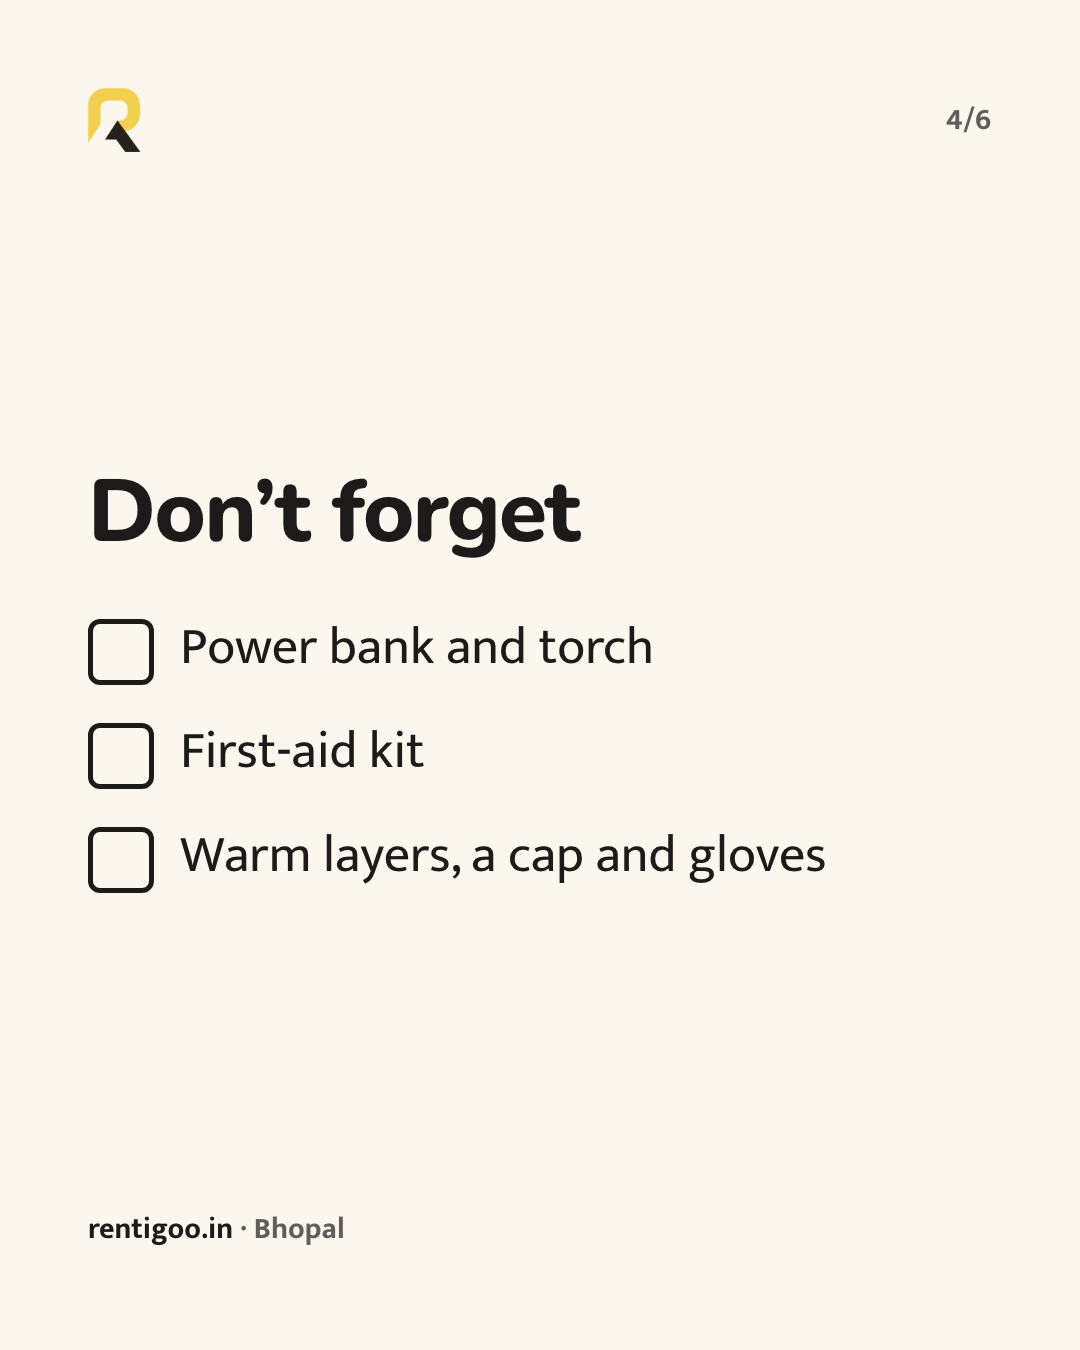 4/6
Don’t forget
Power bank and torch
First-aid kit
Warm layers, a cap and gloves
rentigoo.in · Bhopal